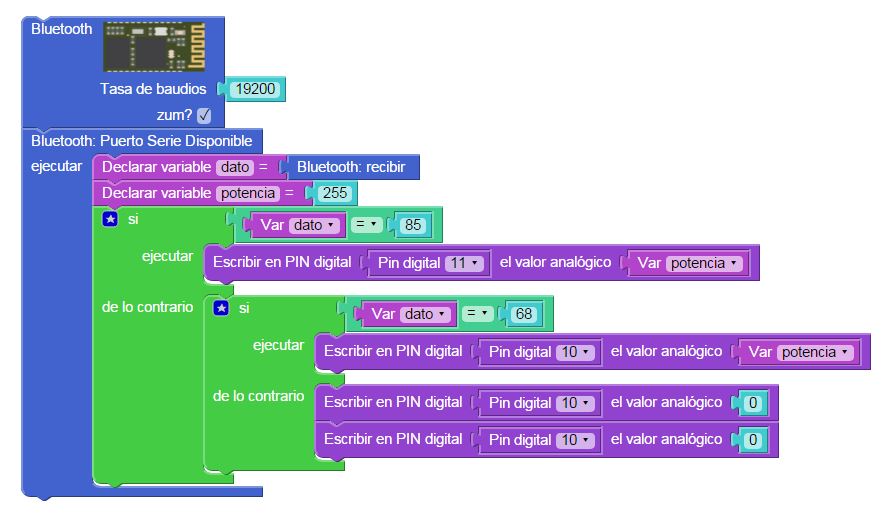 Bluetooth
Tasa de baudios 19200
zum?
Bluetooth: Puerto Serie Disponible
ejecutar Declarar variable dato = Bluetooth: recibir
Declarar variable potencia = 255
si Var dato = 85
ejecutar Escribir en PIN digital Pin digital 11 el valor analógico Var potencia
de lo contrario si Var dato = 68
ejecutar Escribir en PIN digital Pin digital 10 el valor analógico Var potencia
de lo contrario Escribir en PIN digital Pin digital 10 el valor analógico 0
Escribir en PIN digital Pin digital 10 el valor analógico 0